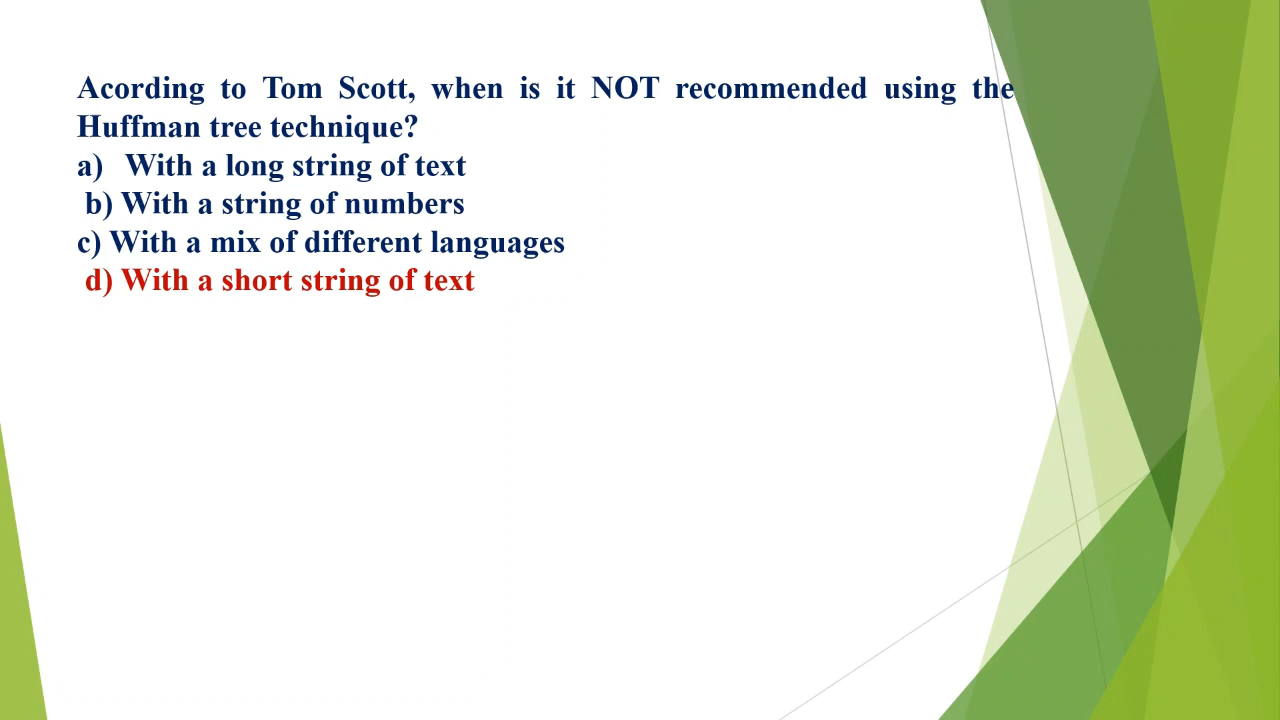 Acording to Tom Scott, when is it NOT recommended using the
Huffman tree technique?
a) With a long string of text
b) With a string of numbers
c) With a mix of different languages
d) With a short string of text